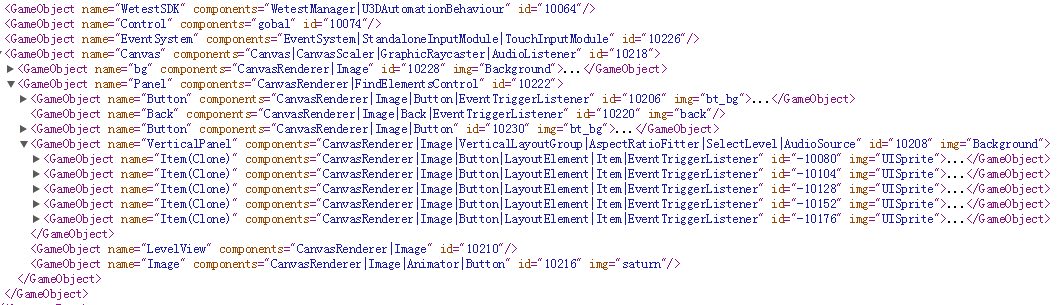 <GameObject name="WetestSDK" components="WetestManager|U3DAutomationBehaviour" id="10064"/>
<GameObject name="Control" components="gobal" id="10074"/>
<GameObject name="EventSystem" components="EventSystem|StandaloneInputModule|TouchInputModule" id="10226"/>
<GameObject name="Canvas" components="Canvas|CanvasScaler|GraphicRaycaster|AudioListener" id="10218">
<GameObject name="bg" components="CanvasRenderer|Image" id="10228" img="Background">...</GameObject>
<GameObject name="Panel" components="CanvasRenderer|FindElementsControl" id="10222">
<GameObject name="Button" components="CanvasRenderer|Image|Button|EventTriggerListener" id="10206" img="bt_bg">...</GameObject>
<GameObject name="Back" components="CanvasRenderer|Image|Back|EventTriggerListener" id="10220" img="back"/>
<GameObject name="Button" components="CanvasRenderer|Image|Button" id="10230" img="bt_bg">...</GameObject>
<GameObject name="VerticalPanel" components="CanvasRenderer|Image|VerticalLayoutGroup|AspectRatioFitter|SelectLevel|AudioSource" id="10208" img="Background">
<GameObject name="Item(Clone)" components="CanvasRenderer|Image|Button|LayoutElement|Item|EventTriggerListener" id="-10080" img="UISprite">...</GameObject>
<GameObject name="Item(Clone)" components="CanvasRenderer|Image|Button|LayoutElement|Item|EventTriggerListener" id="-10104" img="UISprite">...</GameObject>
<GameObject name="Item(Clone)" components="CanvasRenderer|Image|Button|LayoutElement|Item|EventTriggerListener" id="-10128" img="UISprite">...</GameObject>
<GameObject name="Item(Clone)" components="CanvasRenderer|Image|Button|LayoutElement|Item|EventTriggerListener" id="-10152" img="UISprite">...</GameObject>
<GameObject name="Item(Clone)" components="CanvasRenderer|Image|Button|LayoutElement|Item|EventTriggerListener" id="-10176" img="UISprite">...</GameObject>
</GameObject>
<GameObject name="LevelView" components="CanvasRenderer|Image" id="10210"/>
<GameObject name="Image" components="CanvasRenderer|Image|Animator|Button" id="10216" img="saturn"/>
</GameObject>
</GameObject>